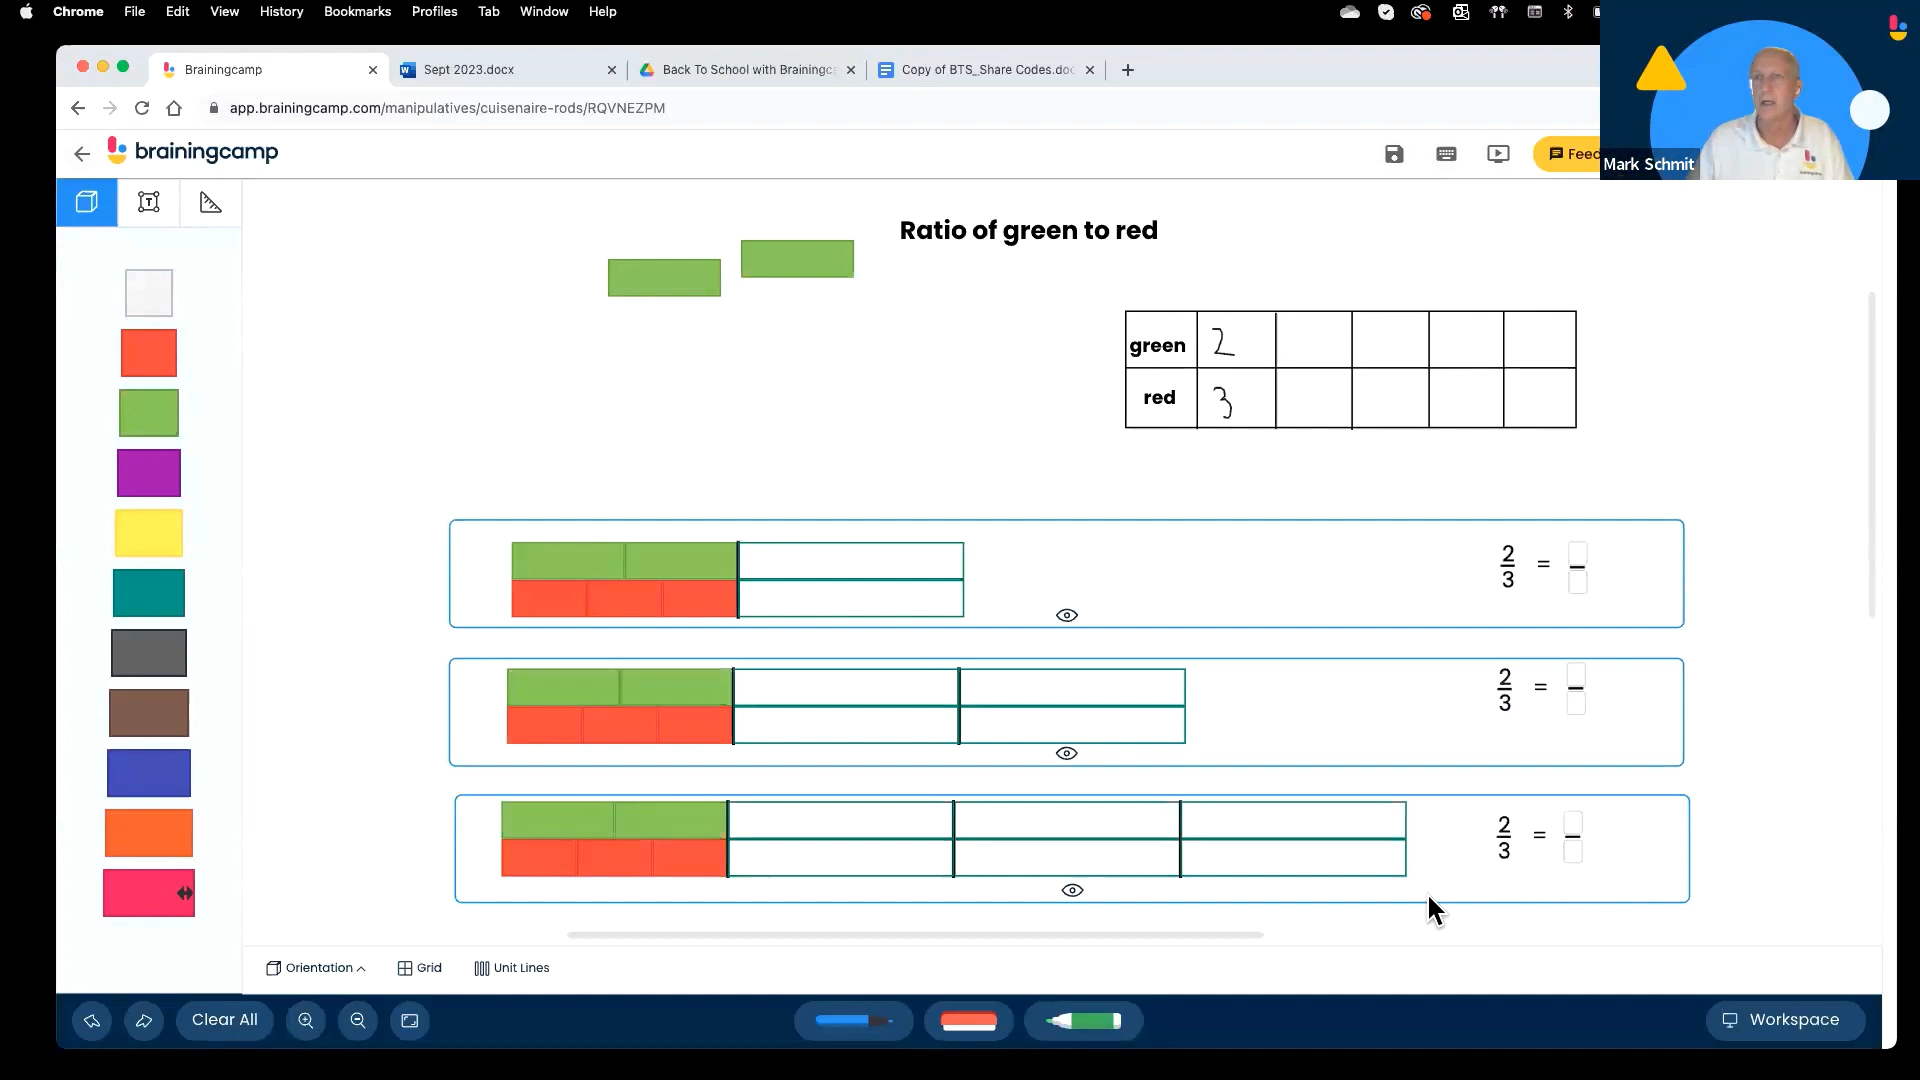 Chrome File Edit View History Bookmarks Profiles Tab Window Help
Brainingcamp
Sept 2023.docx
Back To School with Brainingc
Copy of BTS_Share Codes.doc
app.brainingcamp.com/manipulatives/cuisenaire-rods/RQVNEZPM
brainingcamp
Feed
Mark Schmit
T
Ratio of green to red
green 2
red 3
2
3
=
2
3
=
2
3
=
Orientation Grid Unit Lines
Clear All
Workspace